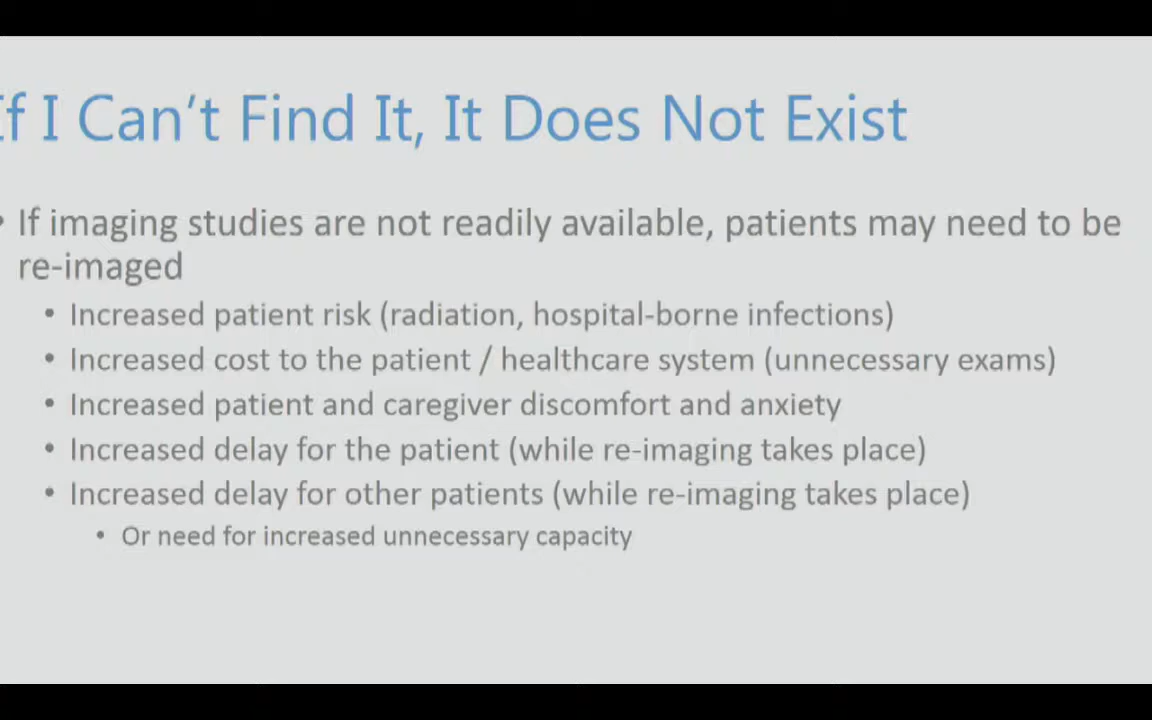 If I Can't Find It, It Does Not Exist
• If imaging studies are not readily available, patients may need to be
re-imaged
• Increased patient risk (radiation, hospital-borne infections)
• Increased cost to the patient / healthcare system (unnecessary exams)
• Increased patient and caregiver discomfort and anxiety
• Increased delay for the patient (while re-imaging takes place)
• Increased delay for other patients (while re-imaging takes place)
• Or need for increased unnecessary capacity